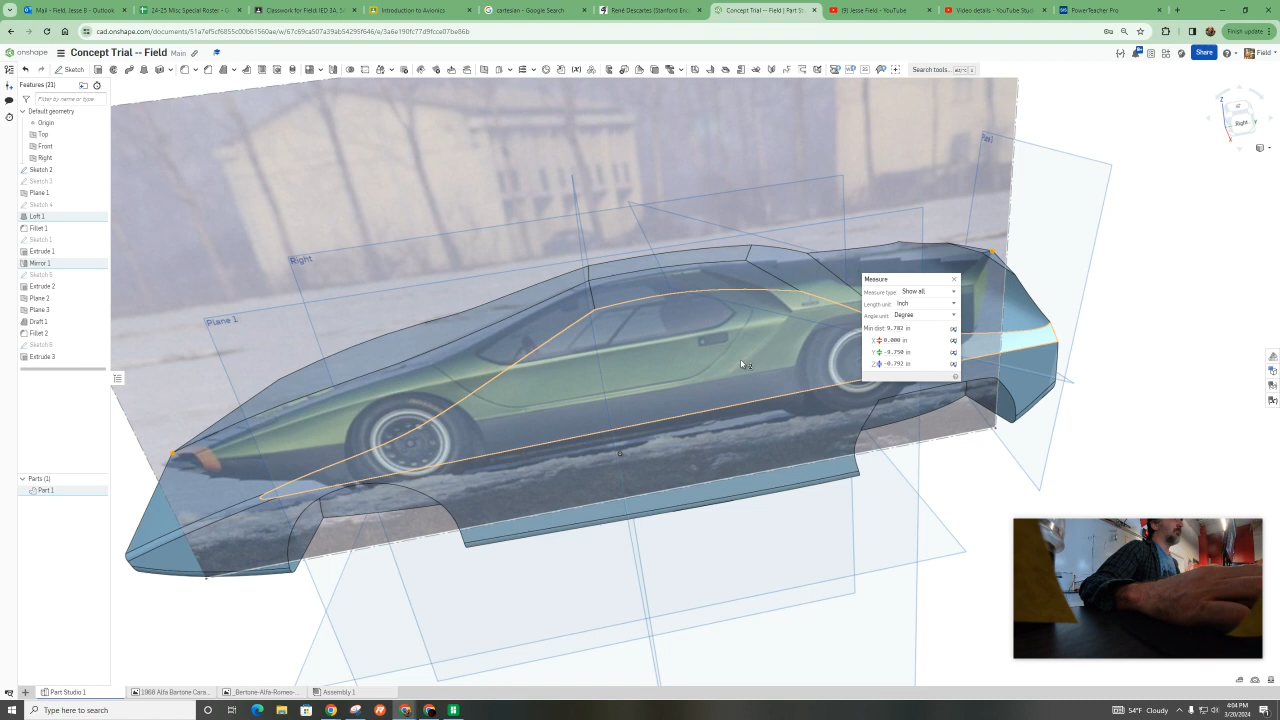 Mail - Field, Jesse B - Outlook
24-25 Misc Special Roster - G
Classwork for Field: IED 3A, 54
Introduction to Avionics
cartesian - Google Search
René Descartes (Stanford Enc
Concept Trial -- Field | Part St
(9) Jesse Field - YouTube
Video details - YouTube Stud
PowerTeacher Pro
cad.onshape.com/documents/51a7ef5cf6855c00b61560ae/w/67c69ca507a39ab54295f646/e/3a6e190fc77d9fcce07be86b
Finish update
onshape
Concept Trial -- Field
Main
Share
Field
Sketch
Search tools...
Features (21)
Filter by name or type
Default geometry
Origin
Top
Front
Right
Sketch 2
Sketch 3
Plane 1
Sketch 4
Loft 1
Fillet 1
Sketch 1
Extrude 1
Mirror 1
Sketch 5
Extrude 2
Plane 2
Plane 3
Draft 1
Fillet 2
Sketch 6
Extrude 3
Parts (1)
Part 1
Right
Plane 1
Z
Right
Y
X
Measure
Measure type: Show all
Length unit: Inch
Angle unit: Degree
Min dist: 9.782 in
X 0.000 in
Y -9.750 in
Z -0.792 in
Part Studio 1
1968 Alfa Bartone Cara...
_Bertone-Alfa-Romeo-...
Assembly 1
Type here to search
54°F Cloudy
4:04 PM
3/20/2024